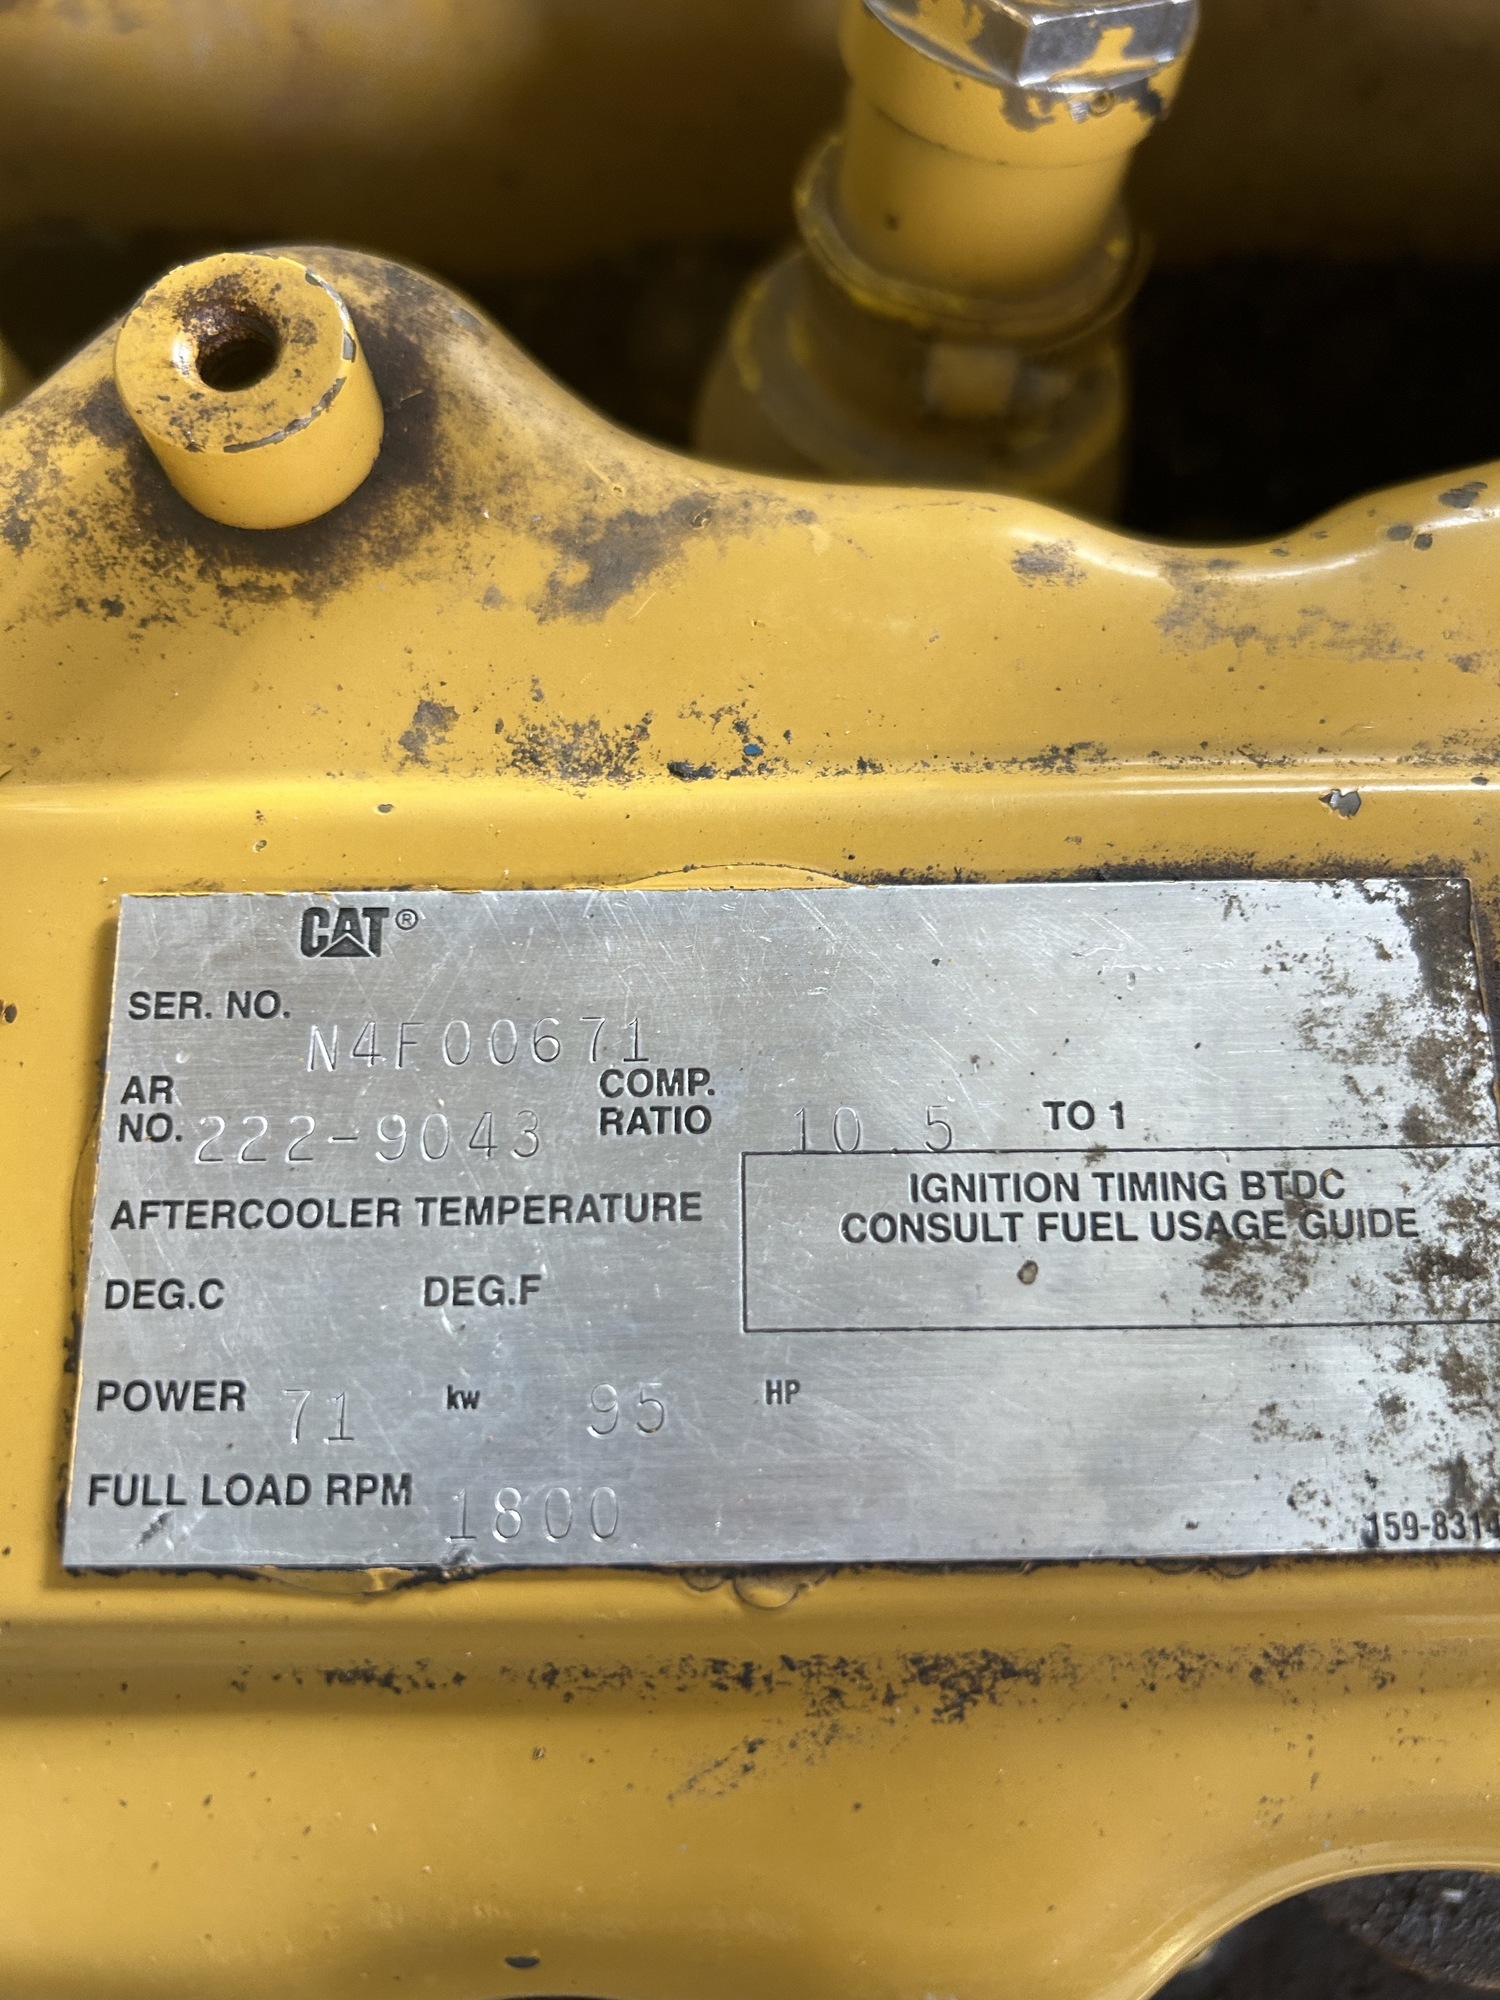 CAT®
SER. NO.
N4F00671
AR
NO. 222-9043
COMP.
RATIO 10.5 TO 1
AFTERCOOLER TEMPERATURE
DEG.C DEG.F
IGNITION TIMING BTDC
CONSULT FUEL USAGE GUIDE
POWER 71 kw 95 HP
FULL LOAD RPM 1800
159-8314